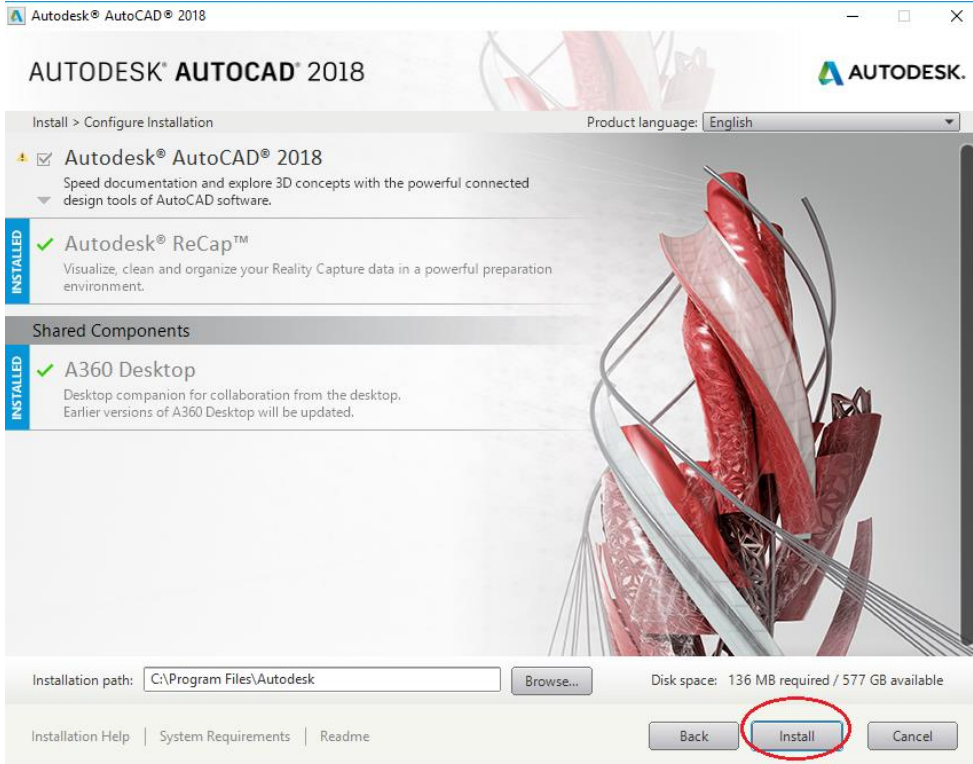 Autodesk® AutoCAD® 2018
AUTODESK® AUTOCAD® 2018
AUTODESK.
Install > Configure Installation
Product language: English
Autodesk® AutoCAD® 2018
Speed documentation and explore 3D concepts with the powerful connected
design tools of AutoCAD software.
INSTALLED
Autodesk® ReCap™
Visualize, clean and organize your Reality Capture data in a powerful preparation
environment.
Shared Components
INSTALLED
A360 Desktop
Desktop companion for collaboration from the desktop.
Earlier versions of A360 Desktop will be updated.
Installation path: C:\Program Files\Autodesk Browse... Disk space: 136 MB required / 577 GB available
Installation Help | System Requirements | Readme Back Install Cancel